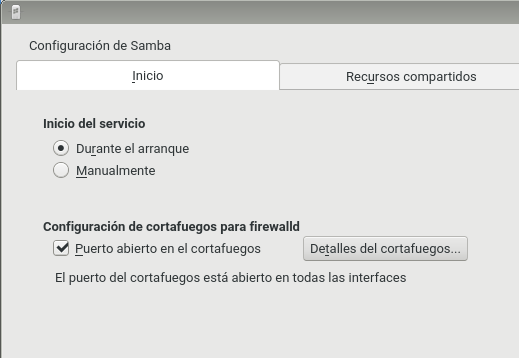 Configuración de Samba
Inicio
Recursos compartidos
Inicio del servicio
Durante el arranque
Manualmente
Configuración de cortafuegos para firewalld
Puerto abierto en el cortafuegos
Detalles del cortafuegos...
El puerto del cortafuegos está abierto en todas las interfaces